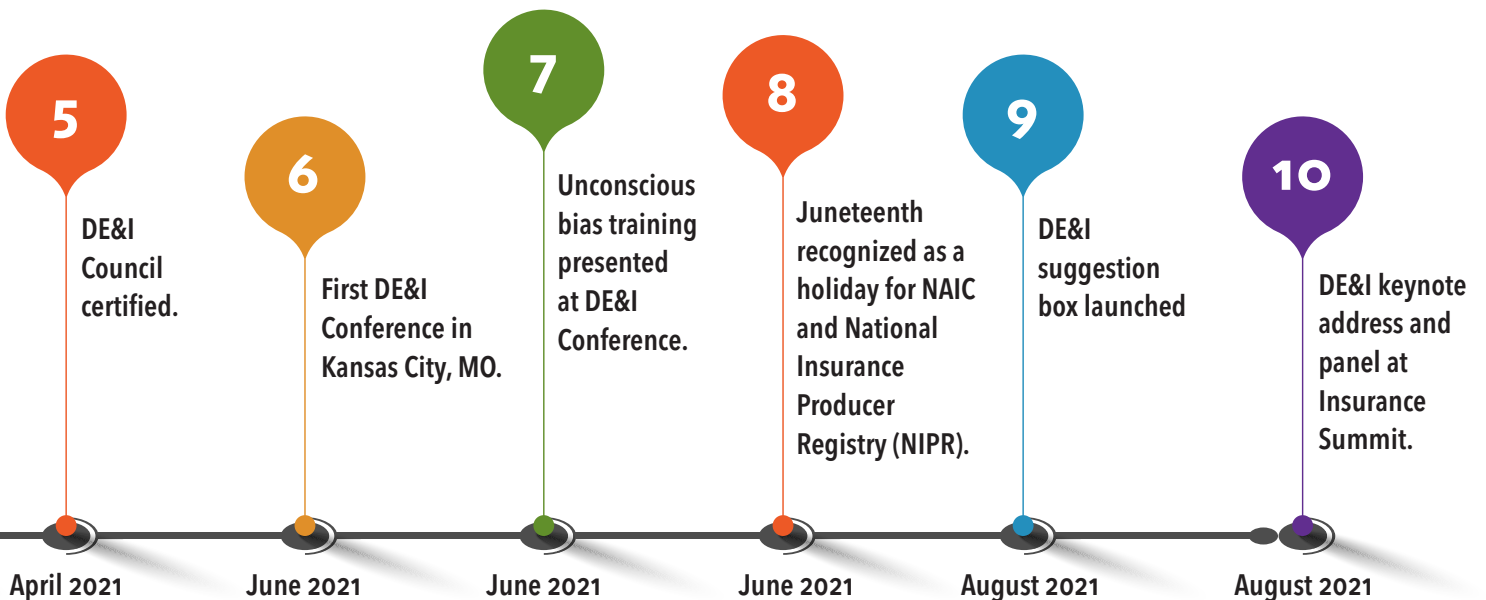 5
DE&I
Council
certified.
April 2021
6
First DE&I
Conference in
Kansas City, MO.
June 2021
7
Unconscious
bias training
presented
at DE&I
Conference.
June 2021
8
Juneteenth
recognized as a
holiday for NAIC
and National
Insurance
Producer
Registry (NIPR).
June 2021
9
DE&I
suggestion
box launched
August 2021
10
DE&I keynote
address and
panel at
Insurance
Summit.
August 2021